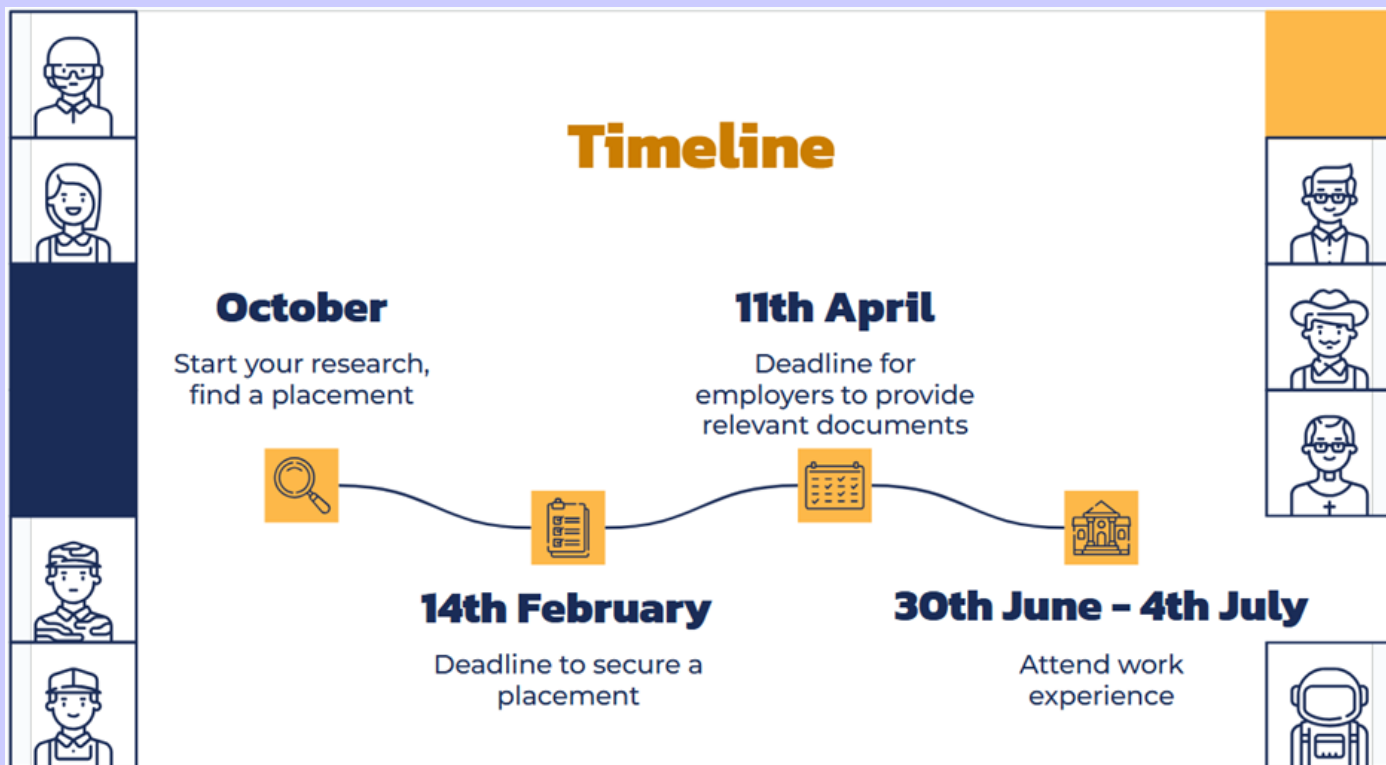 Timeline
October
Start your research,
find a placement
14th February
Deadline to secure a
placement
11th April
Deadline for
employers to provide
relevant documents
30th June - 4th July
Attend work
experience